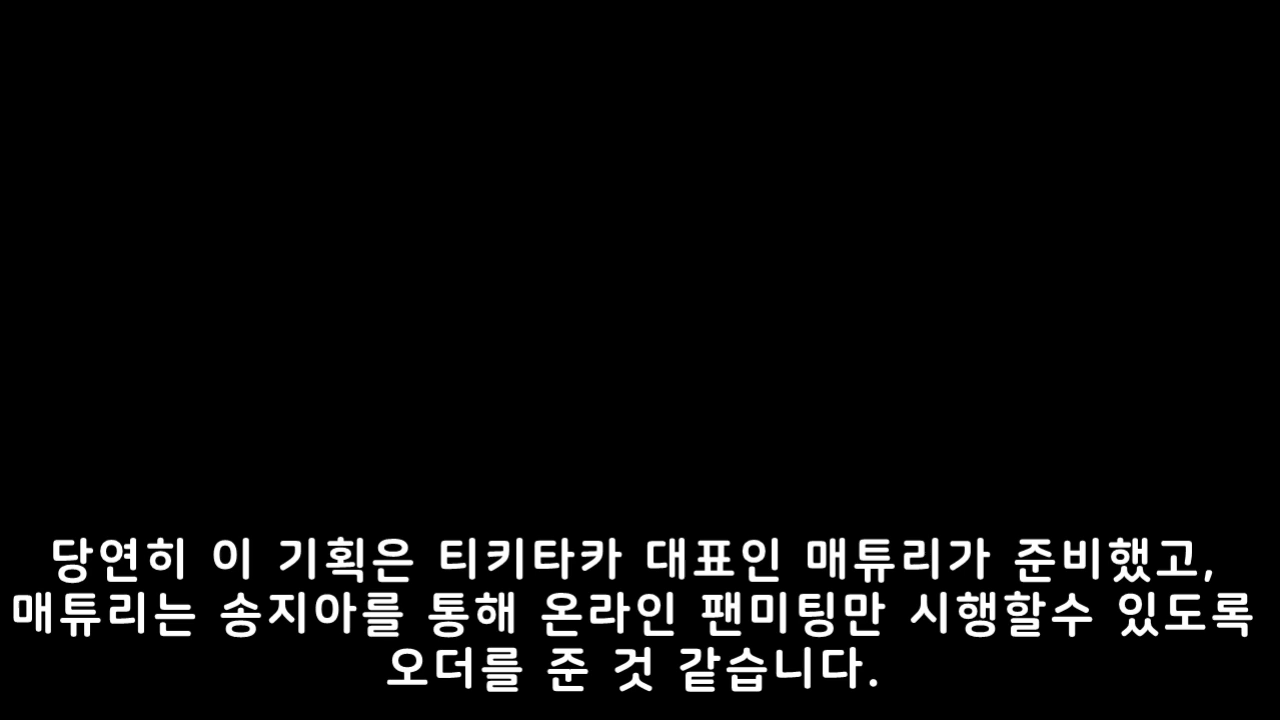 당연히 이 기획은 티키타카 대표인 매튜리가 준비했고,
매튜리는 송지아를 통해 온라인 팬미팅만 시행할수 있도록
오더를 준 것 같습니다.